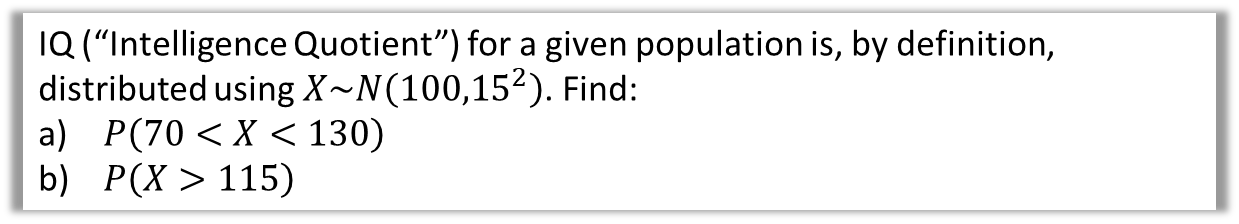 IQ (“Intelligence Quotient”) for a given population is, by definition,
distributed using X~N(100,15²). Find:
a) P(70 < X < 130)
b) P(X > 115)